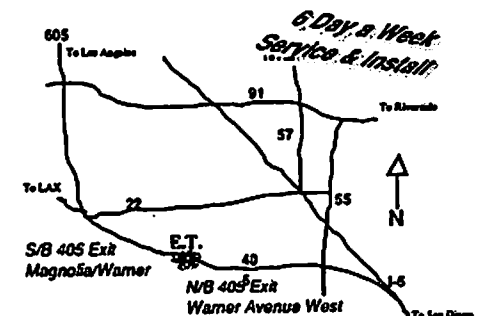 605
To Los Angeles
6 Day a Week
Service & Install
91
To Riverside
57
To LAX
22
55
N
S/B 405 Exit
Magnolia/Warner
E.T.
405
N/B 405 Exit
Warner Avenue West
I-5
To San Diego